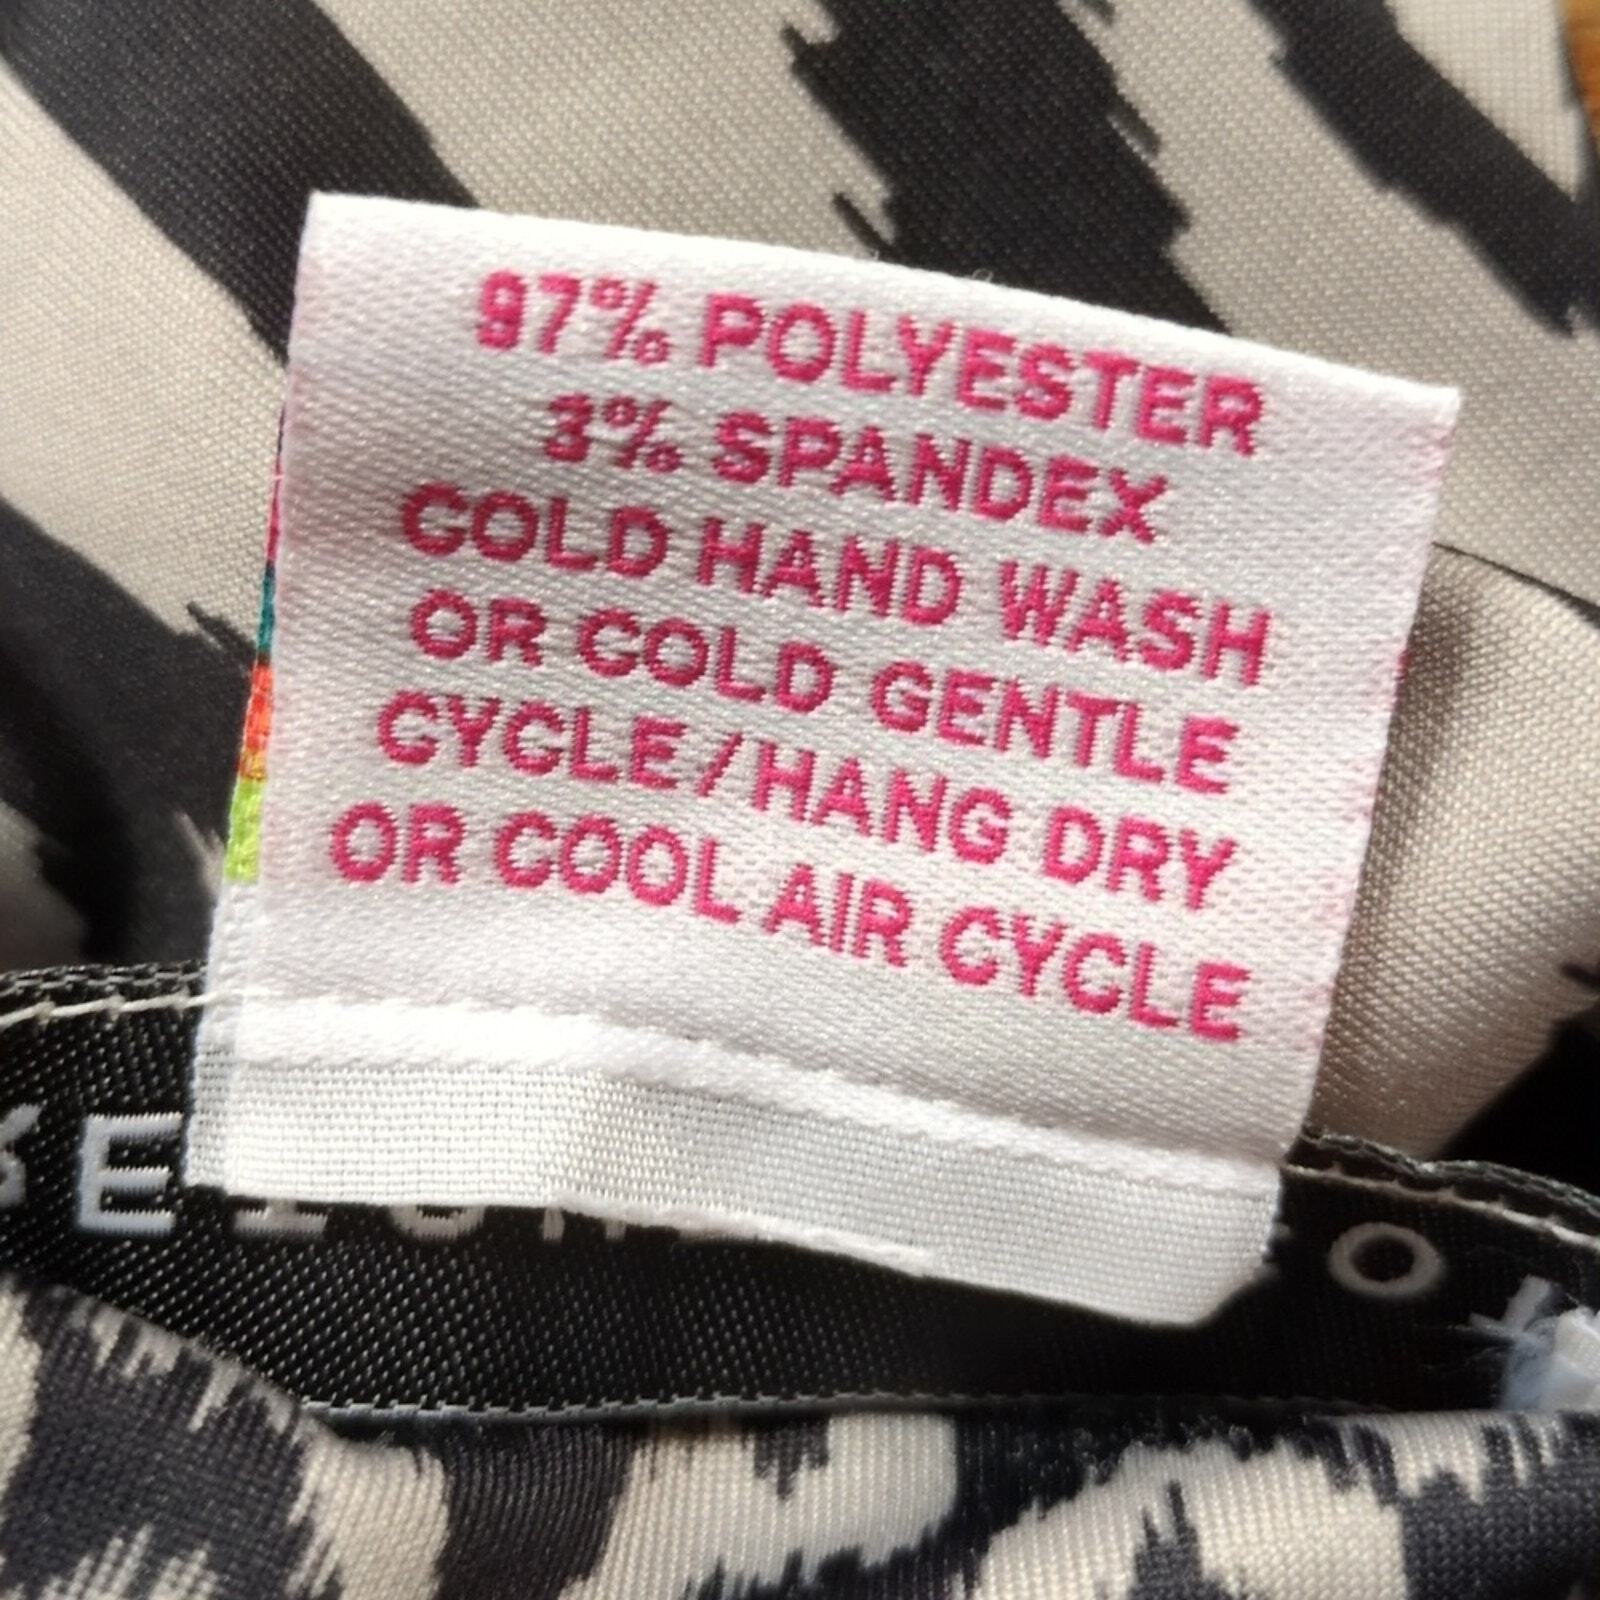 97% POLYESTER
3% SPANDEX
COLD HAND WASH
OR COLD GENTLE
CYCLE/HANG DRY
OR COOL AIR CYCLE